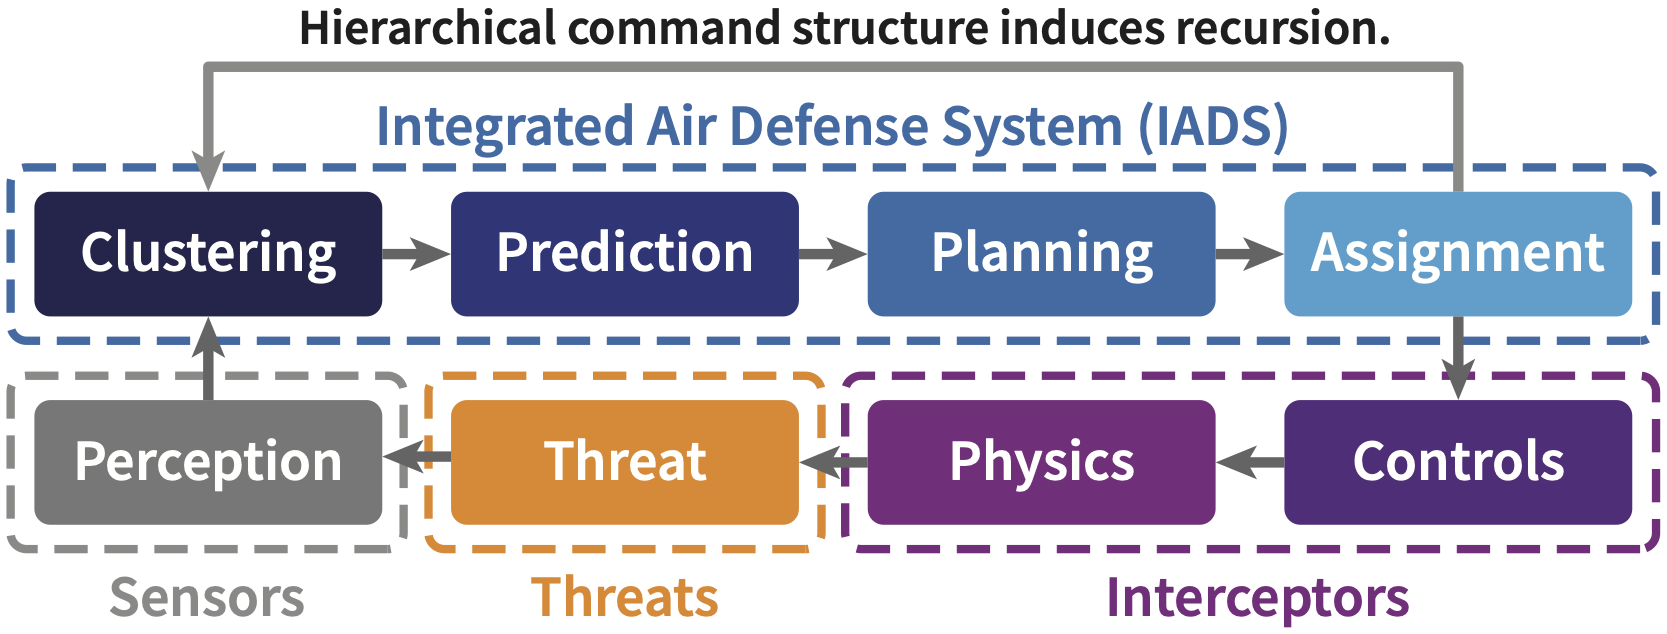 Hierarchical command structure induces recursion.
Integrated Air Defense System (IADS)
Clustering
Prediction
Planning
Assignment
Perception
Threat
Physics
Controls
Sensors
Threats
Interceptors